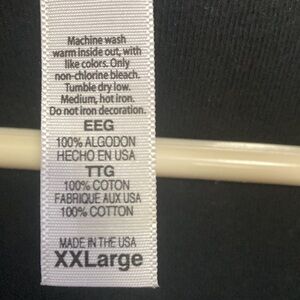 Machine wash
warm inside out, with
like colors. Only
non-chlorine bleach.
Tumble dry low.
Medium, hot iron.
Do not iron decoration.
EEG
100% ALGODON
HECHO EN USA
TTG
100% COTON
FABRIQUE AUX USA
100% COTTON
MADE IN THE USA
XXLarge